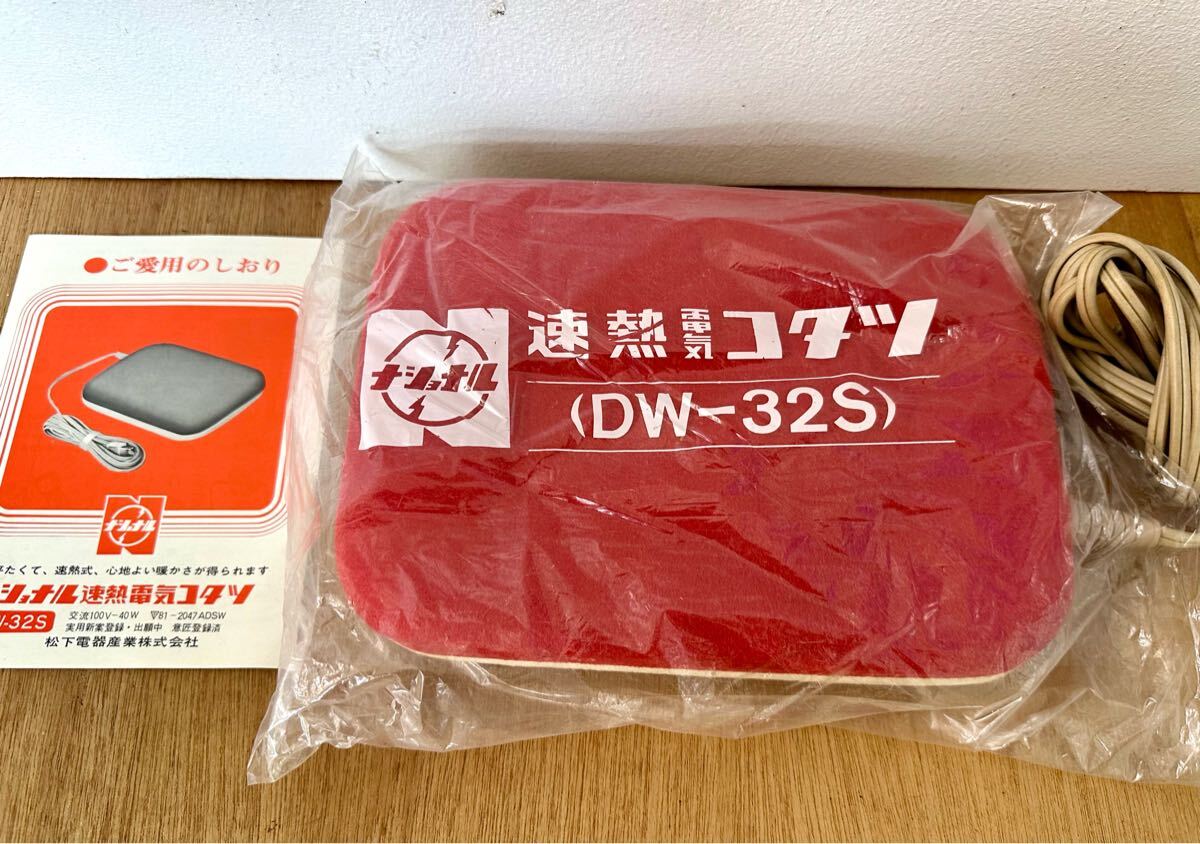 ●ご愛用のしおり
ナショナル
たくて、速熱式、心地よい暖かさが得られます
ショナル速熱電気コタツ
-32S 交流100V-40W ▽81-2047ADSW
実用新案登録・出願中 意匠登録済
松下電器産業株式会社
ナショナル
速熱電気コタツ
(DW-32S)